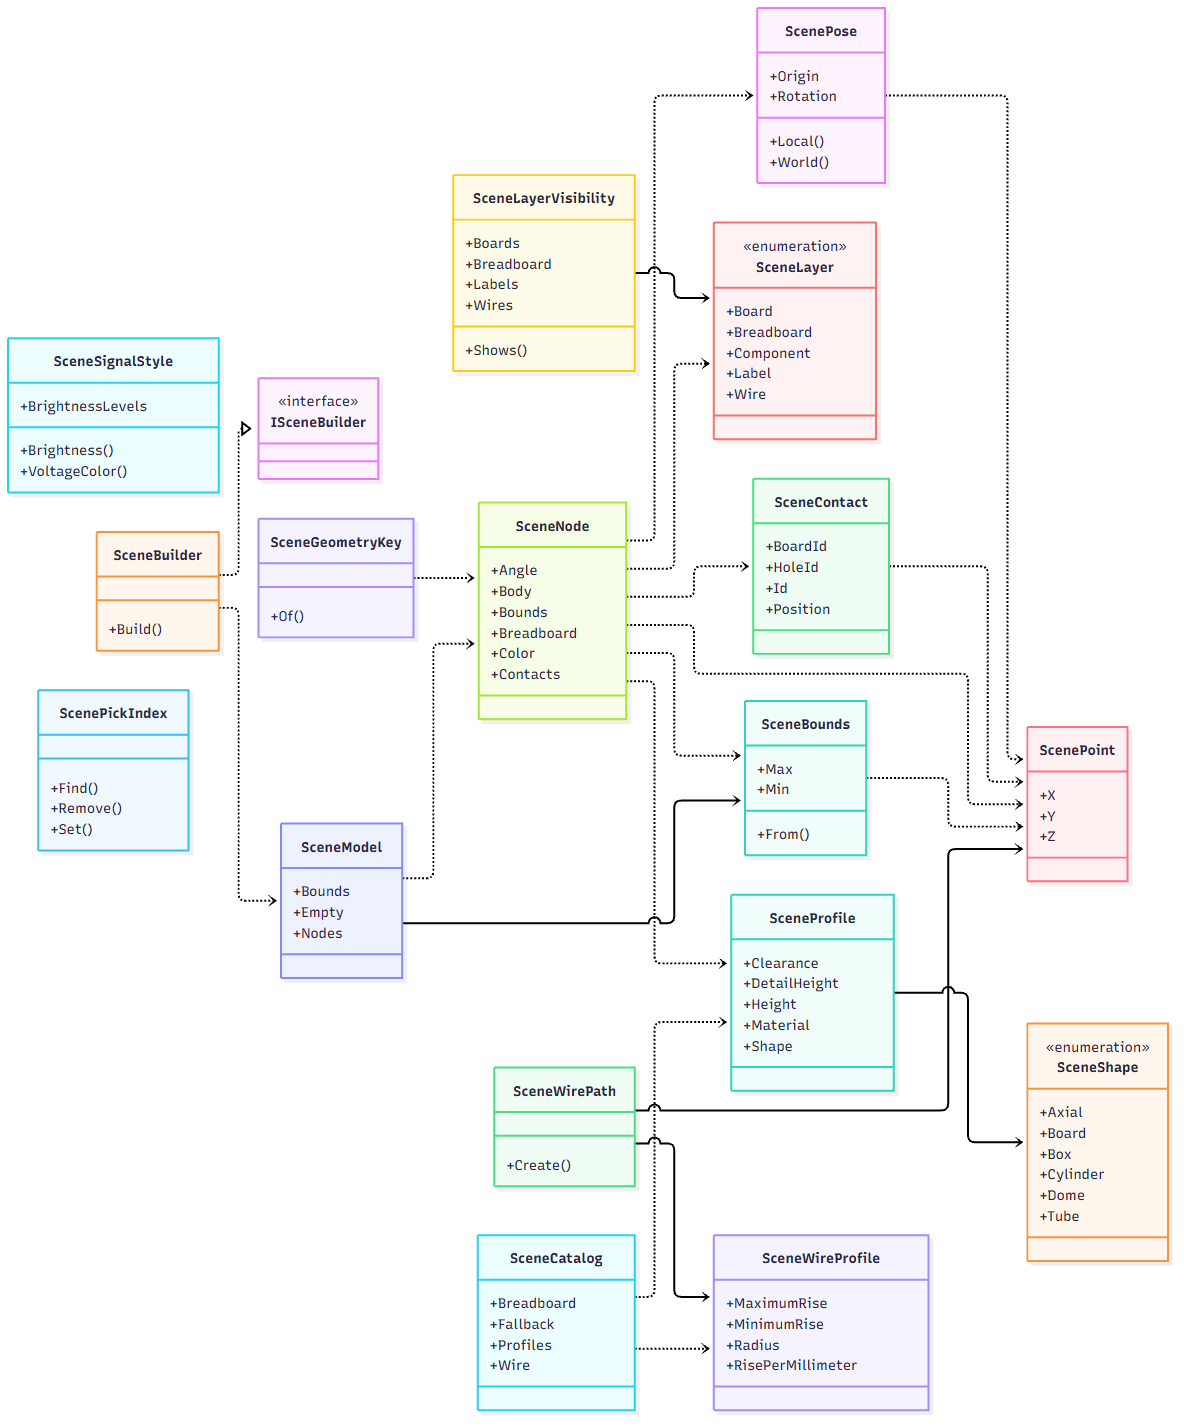 ScenePose
+Origin
+Rotation
+Local()
+World()
SceneLayerVisibility
+Boards
+Breadboard
+Labels
+Wires
+Shows()
«enumeration»
SceneLayer
+Board
+Breadboard
+Component
+Label
+Wire
SceneSignalStyle
+BrightnessLevels
+Brightness()
+VoltageColor()
«interface»
ISceneBuilder
SceneBuilder
+Build()
SceneGeometryKey
+Of()
SceneNode
+Angle
+Body
+Bounds
+Breadboard
+Color
+Contacts
SceneContact
+BoardId
+HoleId
+Id
+Position
ScenePickIndex
+Find()
+Remove()
+Set()
SceneBounds
+Max
+Min
+From()
ScenePoint
+X
+Y
+Z
SceneModel
+Bounds
+Empty
+Nodes
SceneProfile
+Clearance
+DetailHeight
+Height
+Material
+Shape
«enumeration»
SceneShape
+Axial
+Board
+Box
+Cylinder
+Dome
+Tube
SceneWirePath
+Create()
SceneCatalog
+Breadboard
+Fallback
+Profiles
+Wire
SceneWireProfile
+MaximumRise
+MinimumRise
+Radius
+RisePerMillimeter